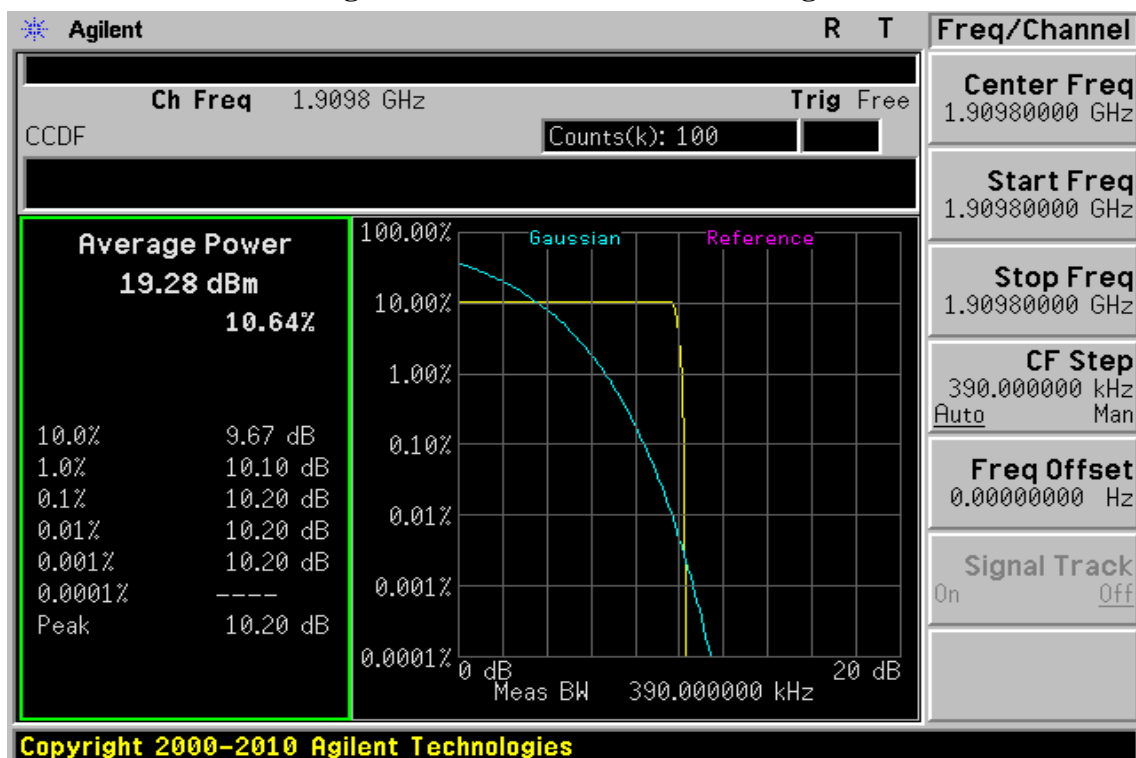 Agilent R T
Ch Freq 1.9098 GHz Trig Free
CCDF Counts(k): 100
Average Power
19.28 dBm
10.64%
10.0% 9.67 dB
1.0% 10.10 dB
0.1% 10.20 dB
0.01% 10.20 dB
0.001% 10.20 dB
0.0001% ----
Peak 10.20 dB
Gaussian Reference
100.00%
10.00%
1.00%
0.10%
0.01%
0.001%
0.0001%
0 dB 20 dB
Meas BW 390.000000 kHz
Freq/Channel
Center Freq
1.90980000 GHz
Start Freq
1.90980000 GHz
Stop Freq
1.90980000 GHz
CF Step
390.000000 kHz
Auto Man
Freq Offset
0.00000000 Hz
Signal Track
On Off
Copyright 2000-2010 Agilent Technologies